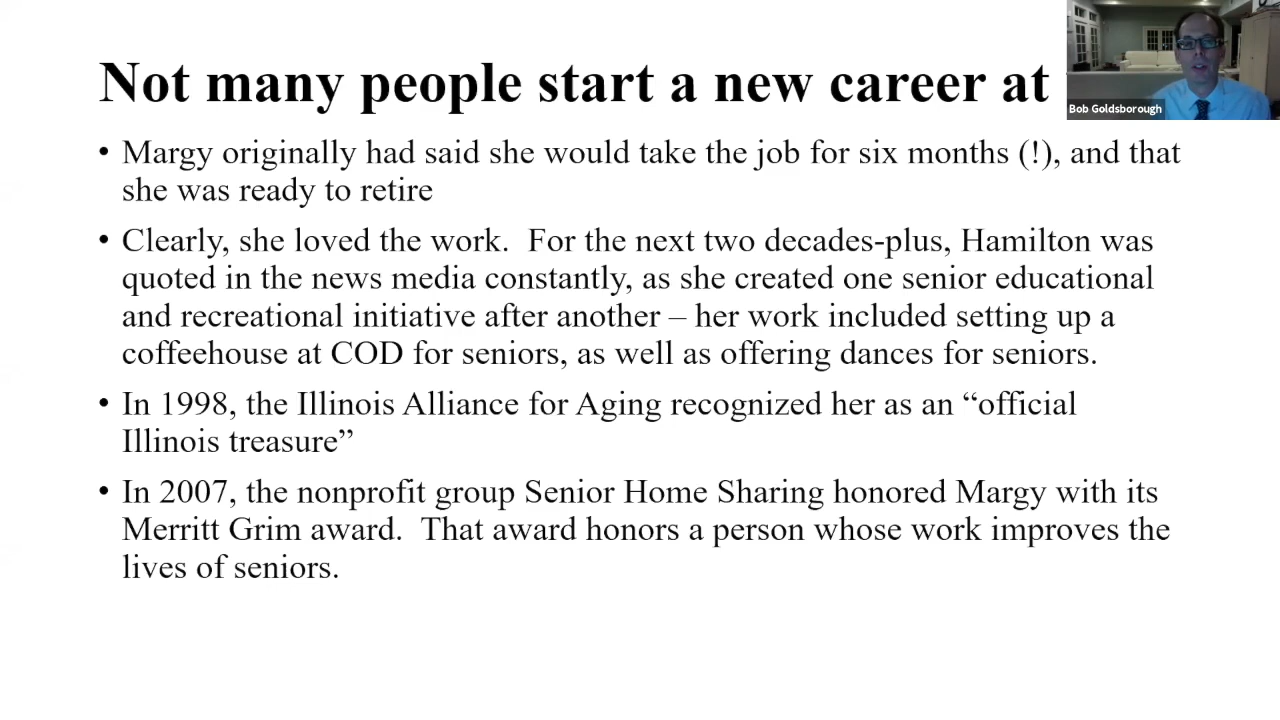 Not many people start a new career at
Bob Goldsborough
• Margy originally had said she would take the job for six months (!), and that
she was ready to retire
• Clearly, she loved the work.  For the next two decades-plus, Hamilton was
quoted in the news media constantly, as she created one senior educational
and recreational initiative after another – her work included setting up a
coffeehouse at COD for seniors, as well as offering dances for seniors.
• In 1998, the Illinois Alliance for Aging recognized her as an “official
Illinois treasure”
• In 2007, the nonprofit group Senior Home Sharing honored Margy with its
Merritt Grim award.  That award honors a person whose work improves the
lives of seniors.